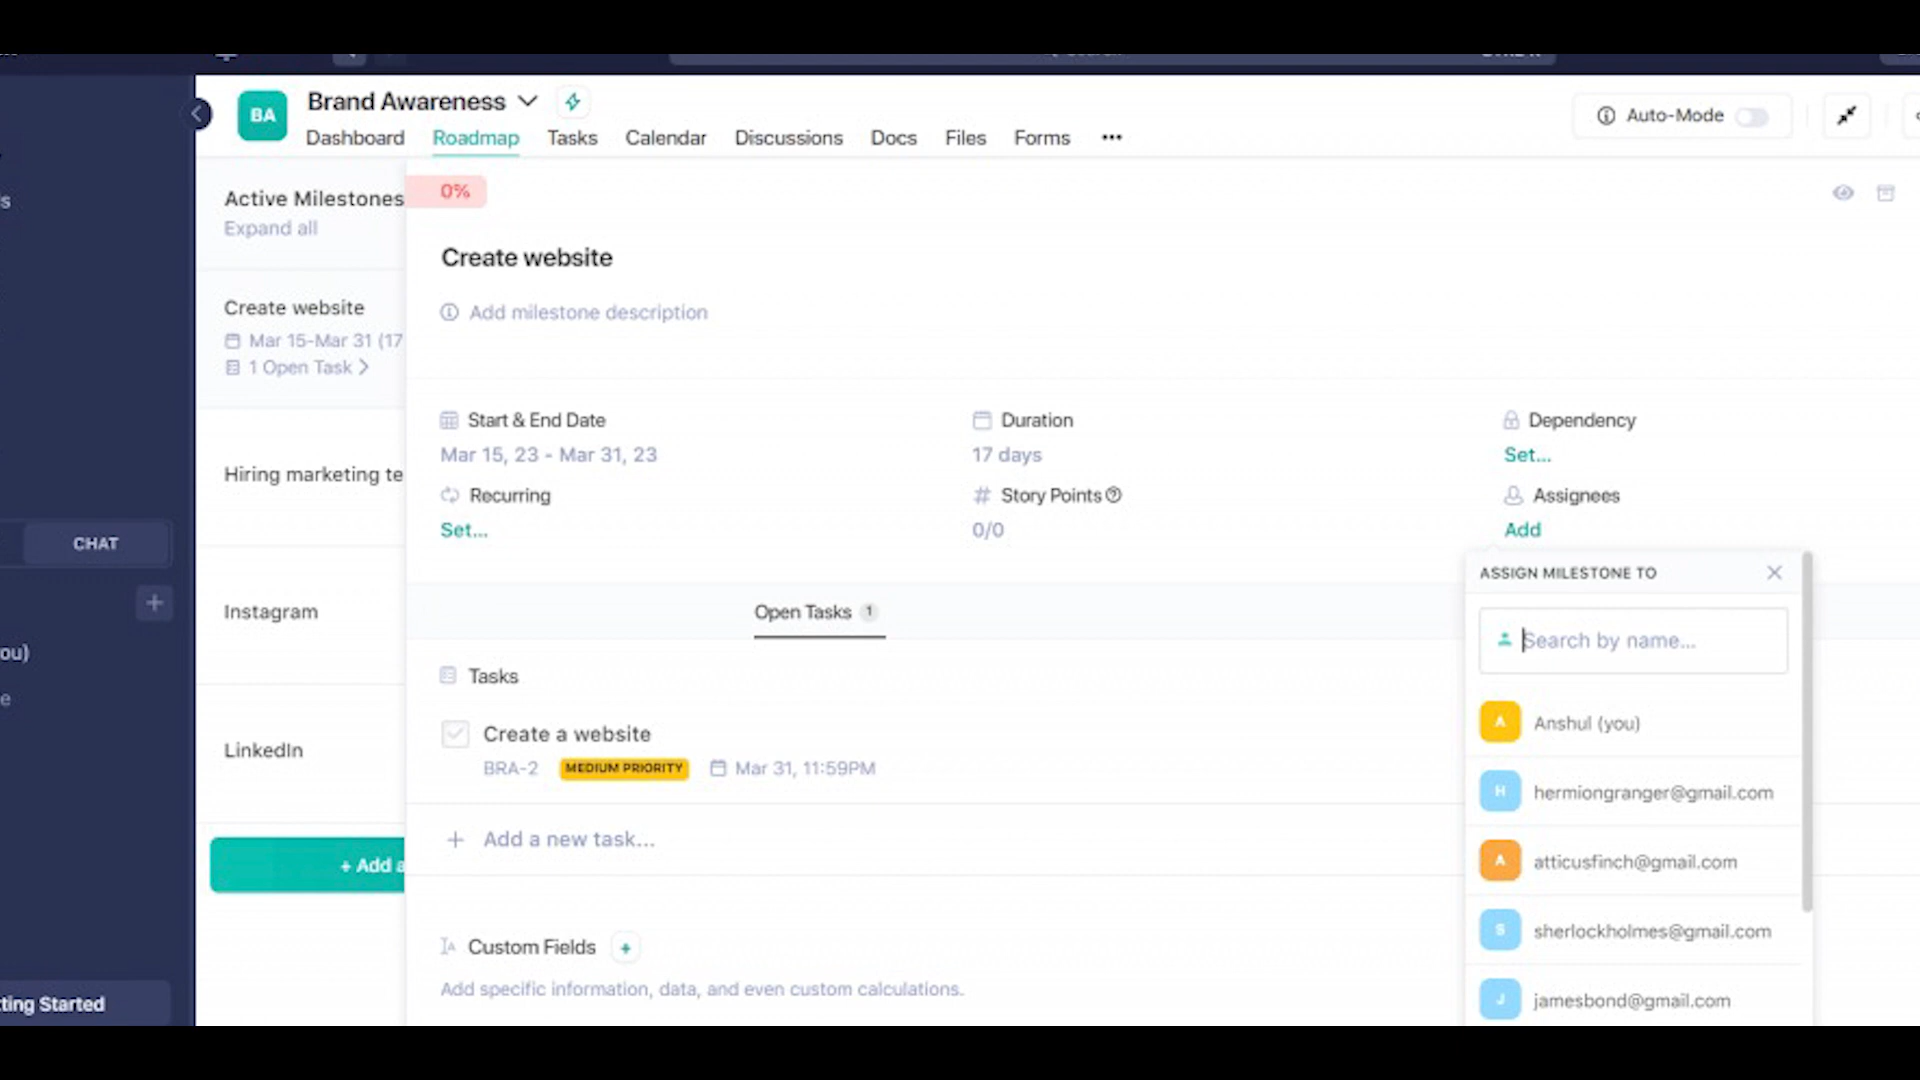 BA
Brand Awareness
Auto-Mode
Dashboard
Roadmap
Tasks
Calendar
Discussions
Docs
Files
Forms
s
CHAT
ou)
e
ting Started
Active Milestones
Expand all
Create website
Mar 15-Mar 31 (17
1 Open Task
Hiring marketing te
Instagram
LinkedIn
+ Add a
0%
Create website
Add milestone description
Start & End Date
Mar 15, 23 - Mar 31, 23
Duration
17 days
Dependency
Set...
Recurring
Set...
# Story Points
0/0
Assignees
Add
Open Tasks 1
Tasks
Create a website
BRA-2 MEDIUM PRIORITY Mar 31, 11:59PM
+ Add a new task...
Custom Fields +
Add specific information, data, and even custom calculations.
ASSIGN MILESTONE TO
Search by name...
A Anshul (you)
H hermiongranger@gmail.com
A atticusfinch@gmail.com
S sherlockholmes@gmail.com
J jamesbond@gmail.com